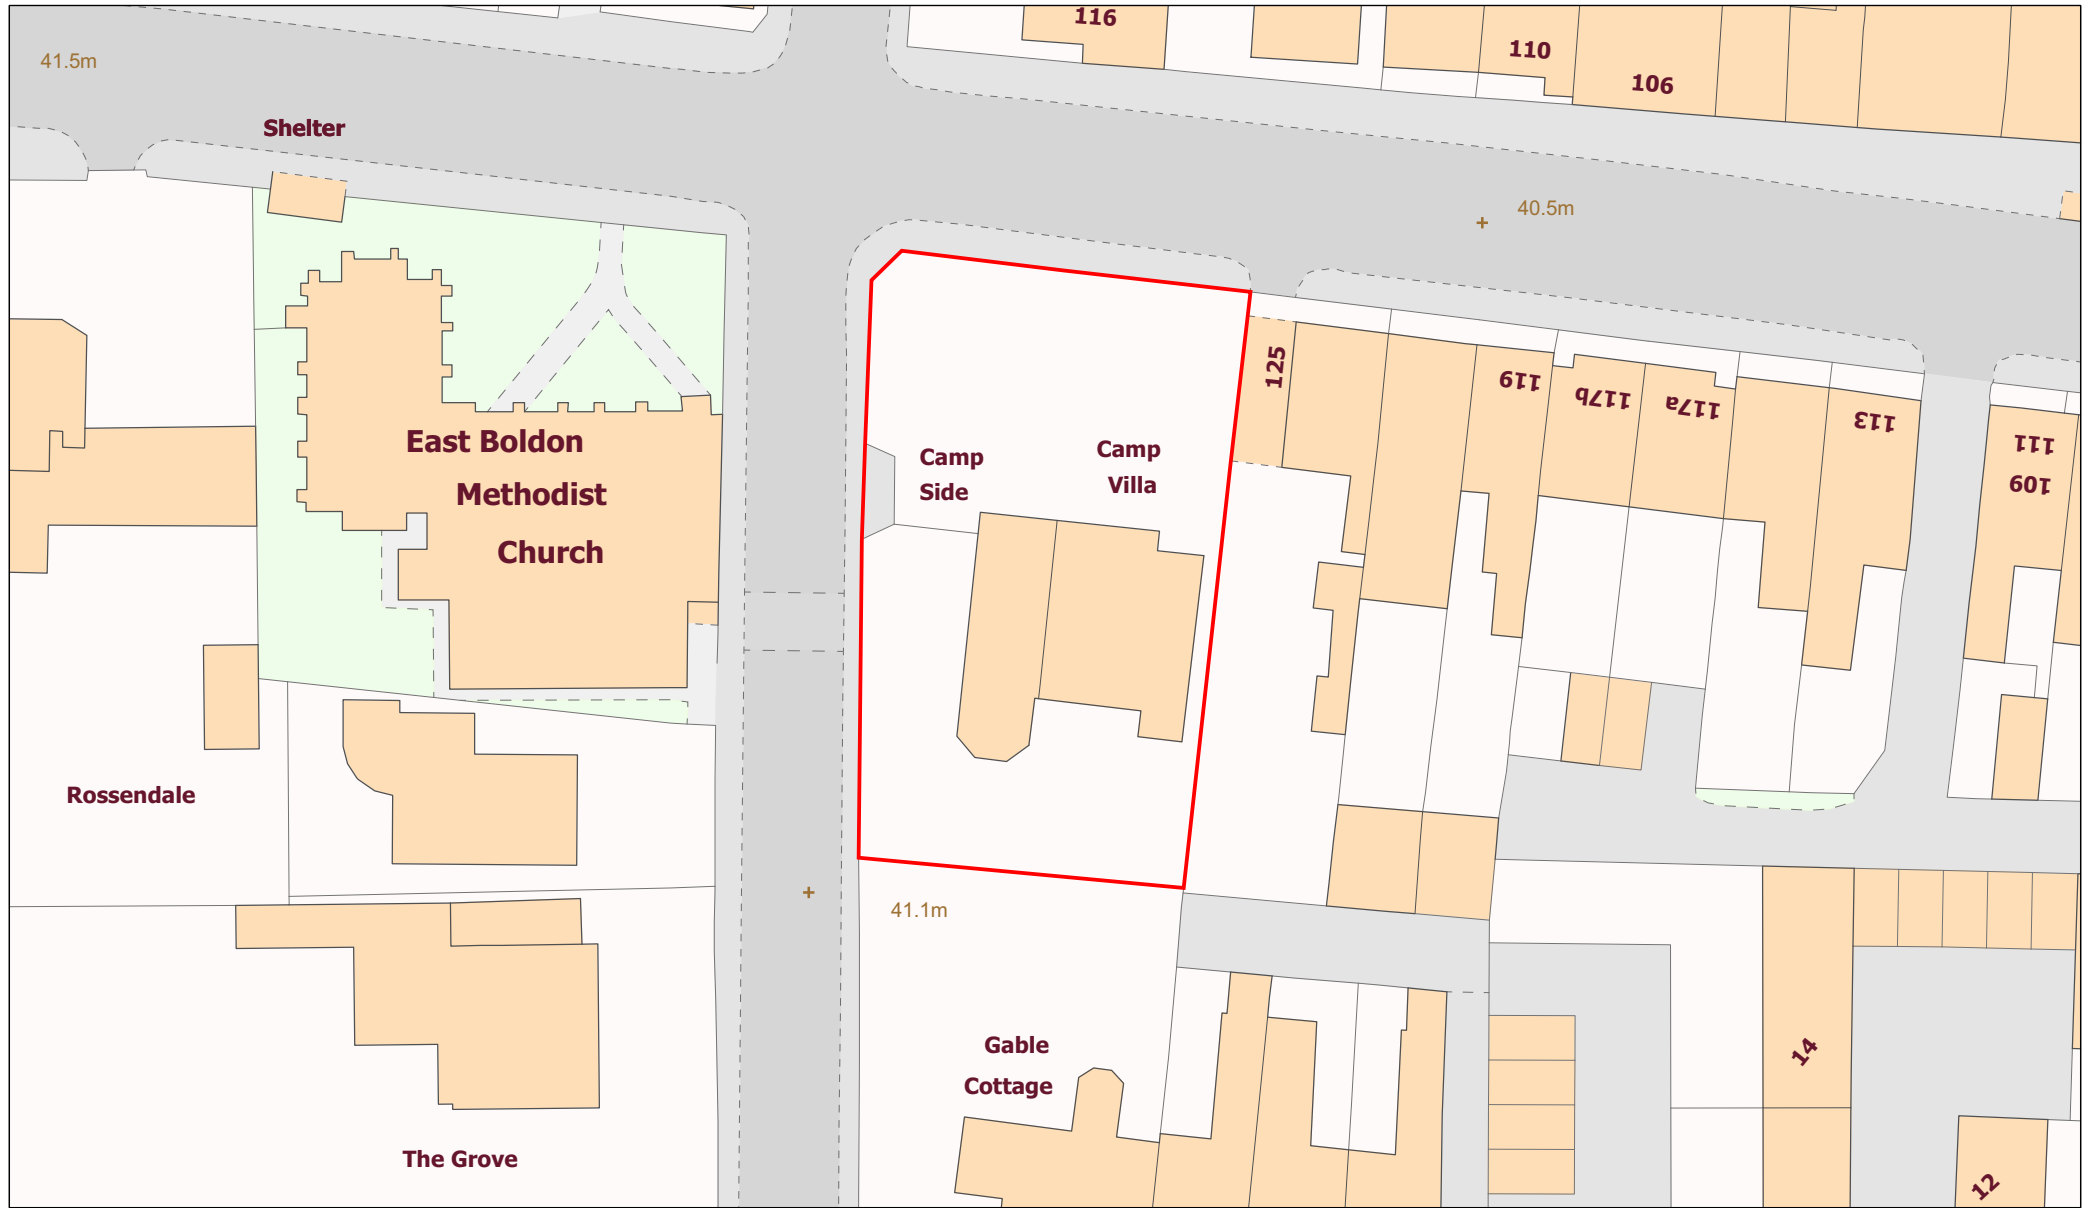 116
110
106
41.5m
Shelter
40.5m
125
119
117b
117a
113
111
109
East Boldon
Methodist
Church
Camp
Side
Camp
Villa
Rossendale
41.1m
Gable
Cottage
14
The Grove
12